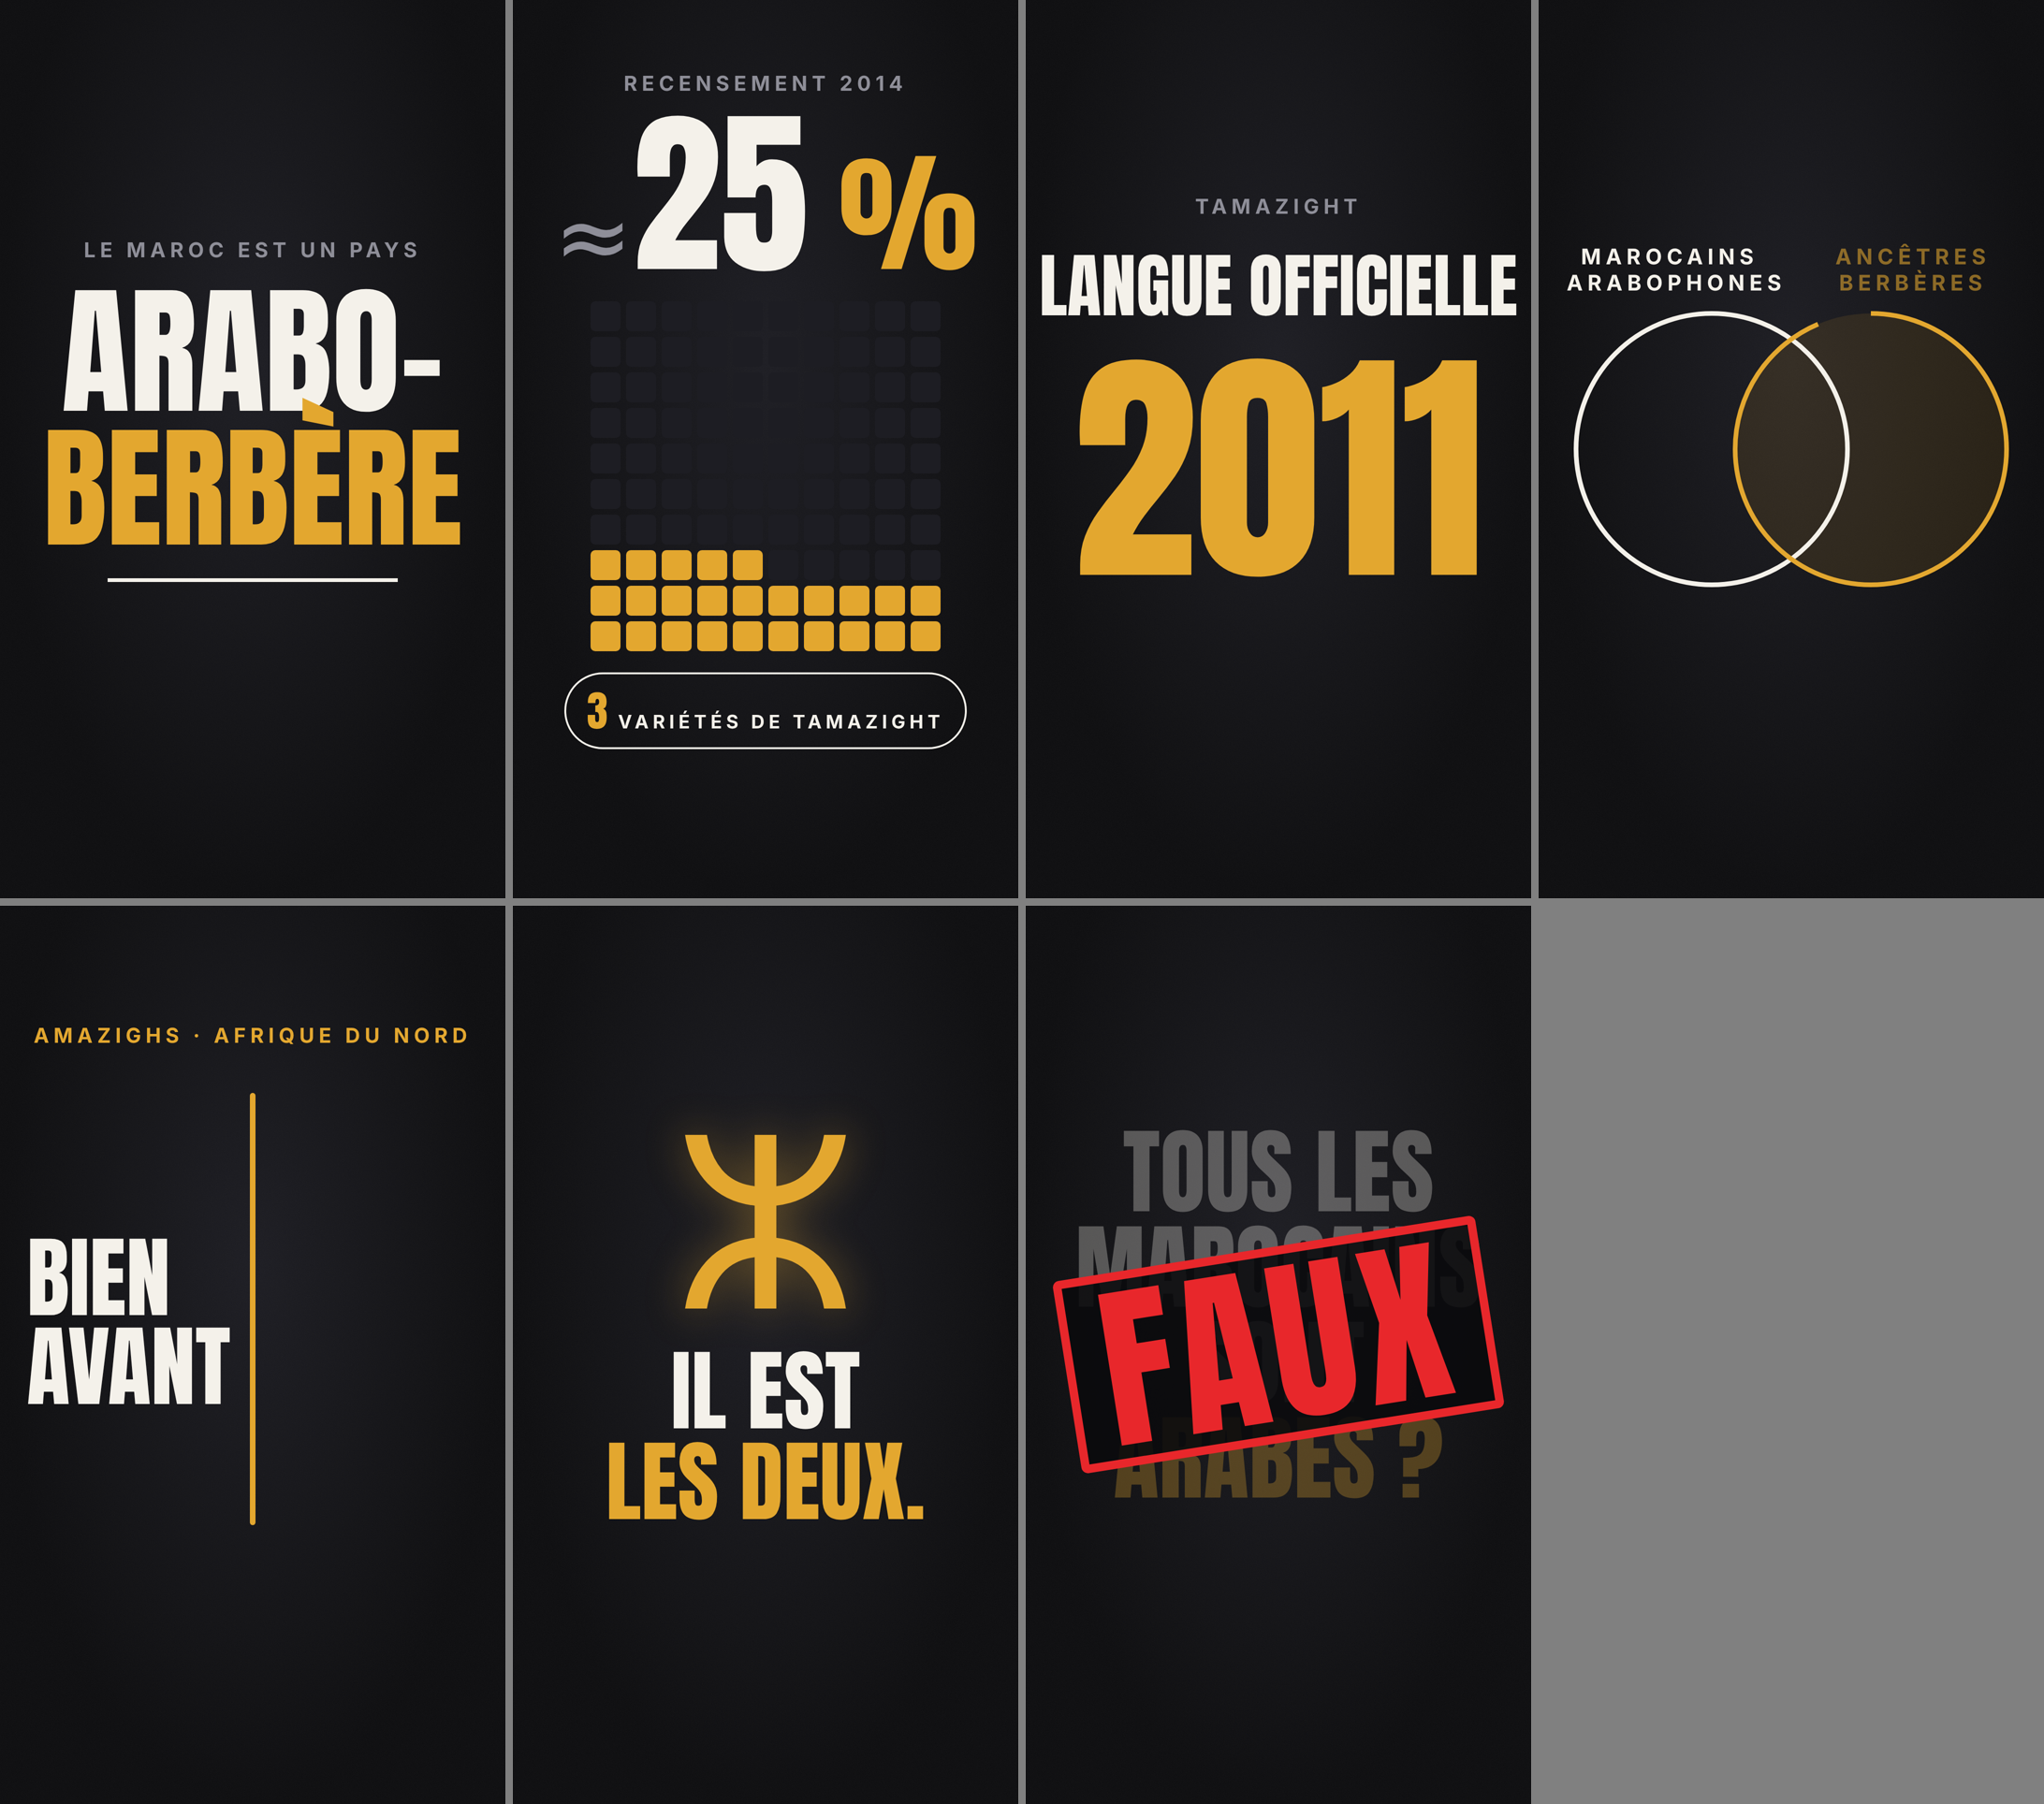 LE MAROC EST UN PAYS
ARABO-
BERBÈRE
RECENSEMENT 2014
≈25 %
3 VARIÉTÉS DE TAMAZIGHT
TAMAZIGHT
LANGUE OFFICIELLE
2011
MAROCAINS
ARABOPHONES
ANCÊTRES
BERBÈRES
AMAZIGHS · AFRIQUE DU NORD
BIEN
AVANT
IL EST
LES DEUX.
TOUS LES
MAROCAINS
FAUX
ARABES ?